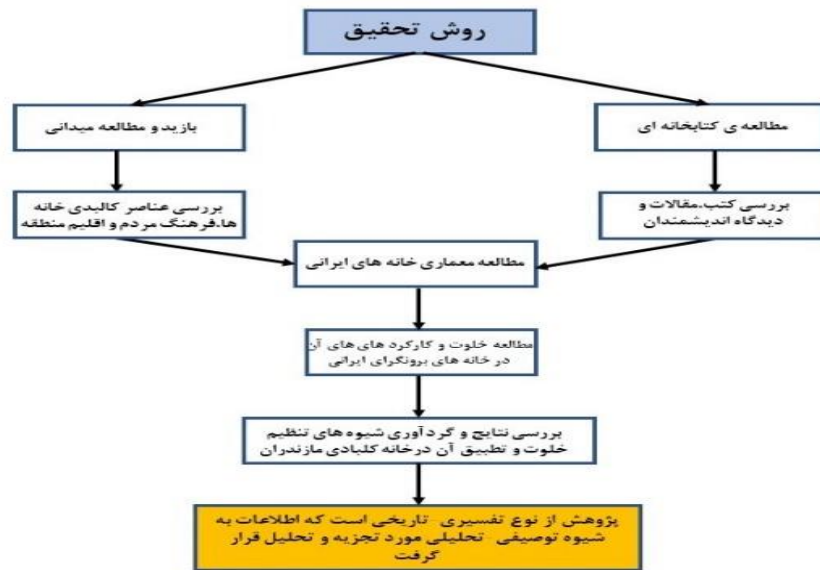 روش تحقیق
مطالعه ی کتابخانه ای
بازید و مطالعه میدانی
بررسی کتب،مقالات و
دیدگاه اندیشمندان
بررسی عناصر کالبدی خانه
ها،فرهنگ مردم و اقلیم منطقه
مطالعه معماری خانه های ایرانی
مطالعه خلوت و کارکرد های های آن
در خانه های برونگرای ایرانی
بررسی نتایج و گردآوری شیوه های تنظیم
خلوت و تطبیق آن درخانه کلبادی مازندران
پژوهش از نوع تفسیری - تاریخی است که اطلاعات به
شیوه توصیفی - تحلیلی مورد تجزیه و تحلیل قرار
گرفت